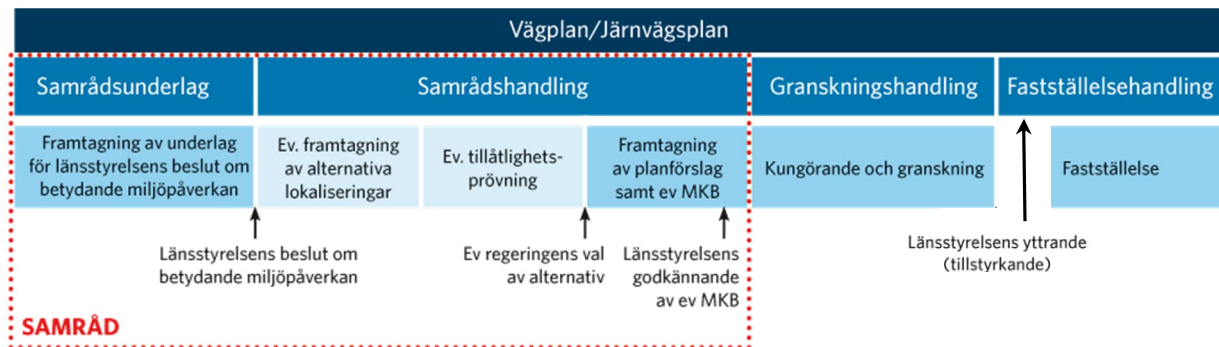 Vägplan/Järnvägsplan
Samrådsunderlag
Samrådshandling
Granskningshandling
Fastställelsehandling
Framtagning av underlag
för länsstyrelsens beslut om
betydande miljöpåverkan
Ev. framtagning
av alternativa
lokaliseringar
Ev. tillåtlighets-
prövning
Framtagning
av planförslag
samt ev MKB
Kungörande och granskning
Fastställelse
Länsstyrelsens beslut om
betydande miljöpåverkan
Ev regeringens val
av alternativ
Länsstyrelsens
godkännande
av ev MKB
Länsstyrelsens yttrande
(tillstyrkande)
SAMRÅD